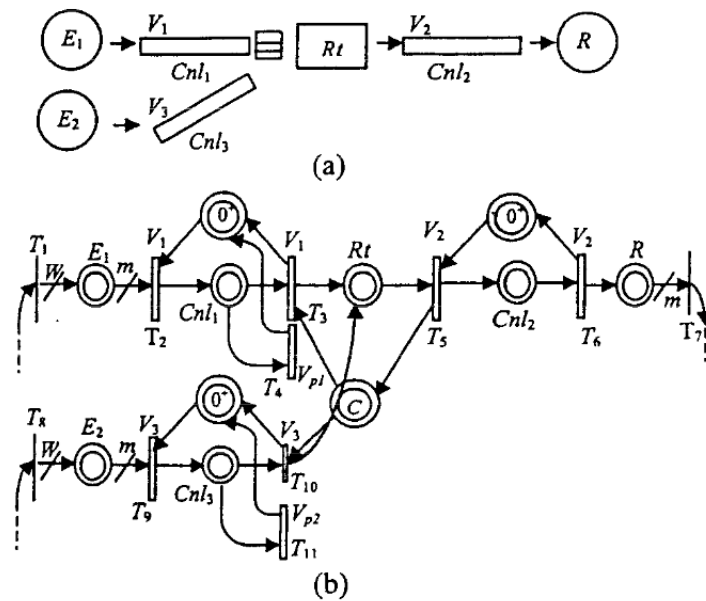 E1 V1 Cnl1 Rt V2 Cnl2 R
E2 V3 Cnl3
(a)
T1 W E1 m V1 T2 0+ Cnl1 V1 T3 Rt V2 T5 0+ Cnl2 V2 T6 R m T7
T4 Vp1
C
T8 W E2 m V3 T9 0+ Cnl3 V3 T10
Vp2
T11
(b)